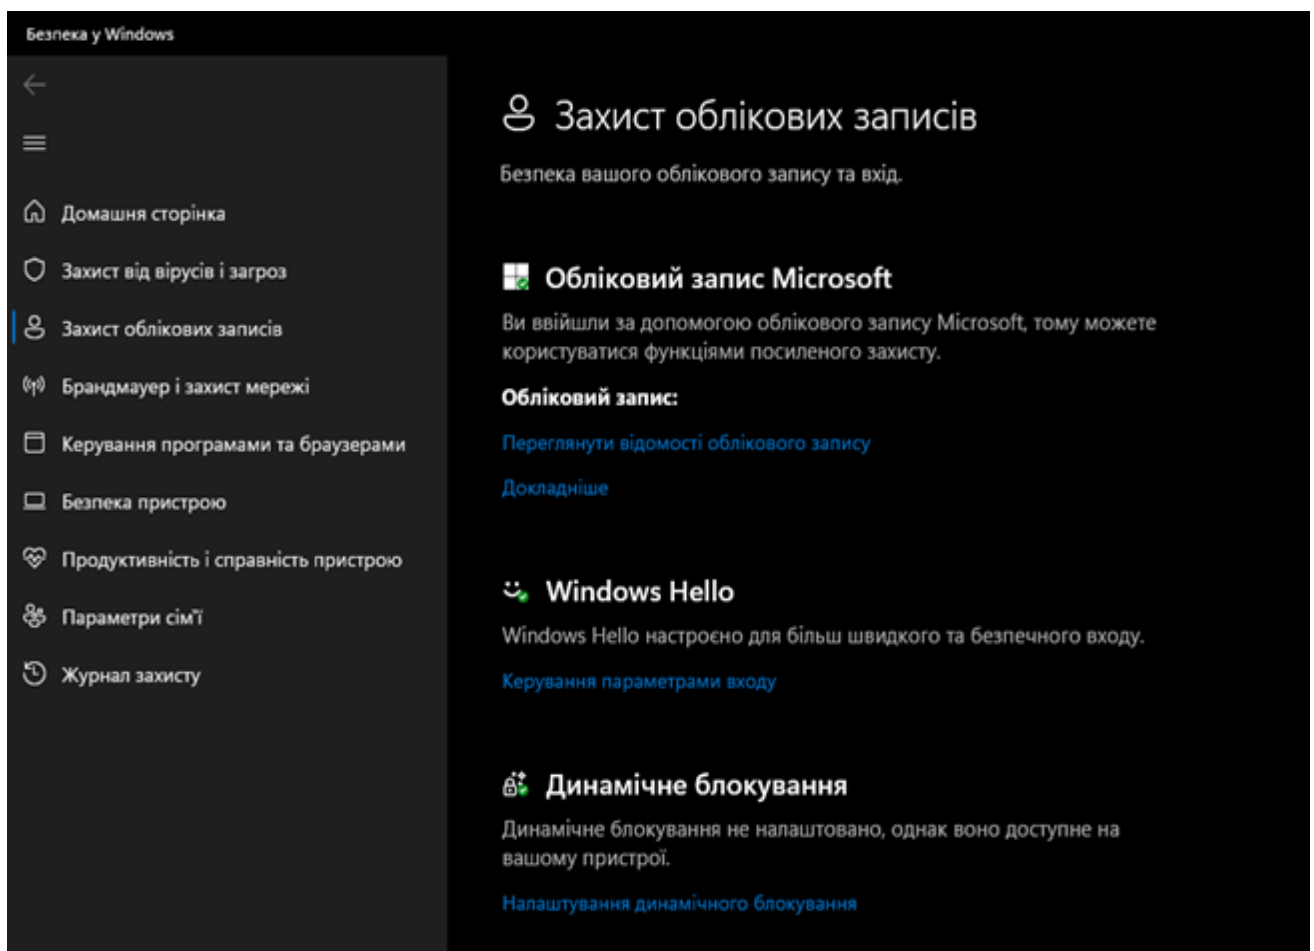 Безпека у Windows
Домашня сторінка
Захист від вірусів і загроз
Захист облікових записів
Брандмауер і захист мережі
Керування програмами та браузерами
Безпека пристрою
Продуктивність і справність пристрою
Параметри сім'ї
Журнал захисту
Захист облікових записів
Безпека вашого облікового запису та вхід.
Обліковий запис Microsoft
Ви ввійшли за допомогою облікового запису Microsoft, тому можете
користуватися функціями посиленого захисту.
Обліковий запис:
Переглянути відомості облікового запису
Докладніше
Windows Hello
Windows Hello настроєно для більш швидкого та безпечного входу.
Керування параметрами входу
Динамічне блокування
Динамічне блокування не налаштовано, однак воно доступне на
вашому пристрої.
Налаштування динамічного блокування